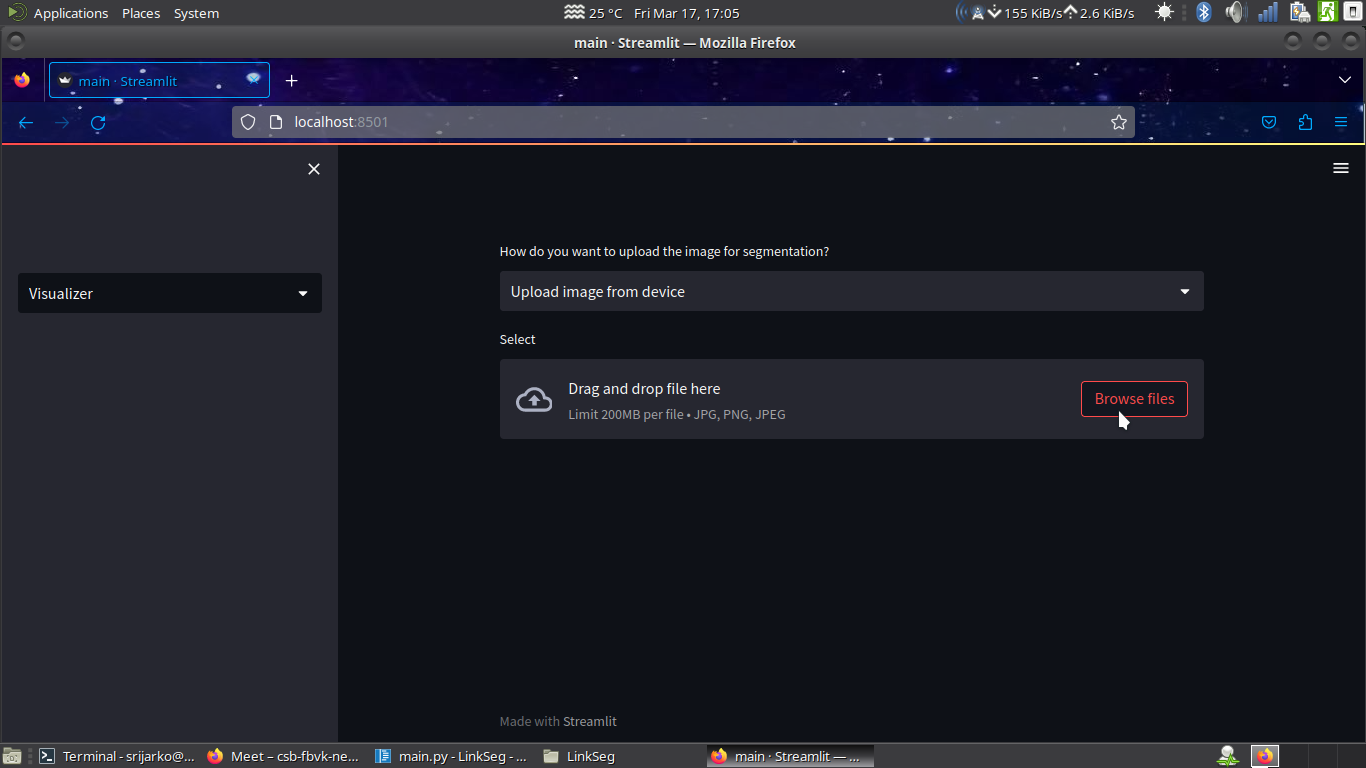 Applications Places System 25 °C Fri Mar 17, 17:05 155 KiB/s 2.6 KiB/s
main · Streamlit — Mozilla Firefox
main · Streamlit
localhost:8501
How do you want to upload the image for segmentation?
Visualizer
Upload image from device
Select
Drag and drop file here
Browse files
Limit 200MB per file • JPG, PNG, JPEG
Made with Streamlit
Terminal - srijarko@... Meet – csb-fbvk-ne... main.py - LinkSeg - ... LinkSeg main · Streamlit — ...